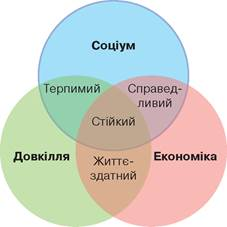 Соціум
Терпимий
Справед-
ливий
Стійкий
Довкілля
Економіка
Життє-
здатний